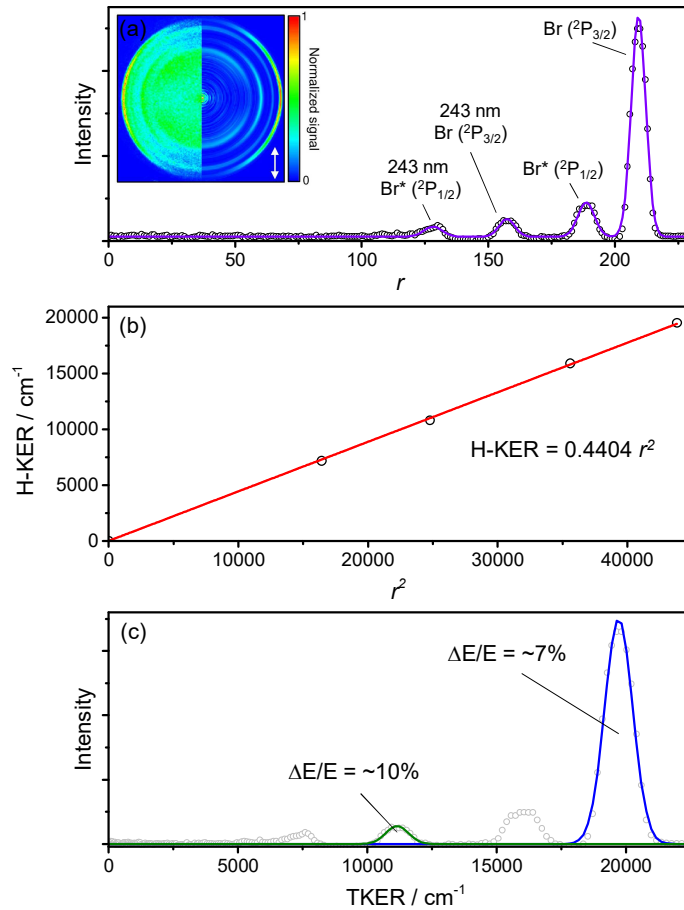 (a)
1
Normalized signal
0
Br (²P₃/₂)
243 nm
Br (²P₃/₂)
243 nm
Br* (²P₁/₂)
Br* (²P₁/₂)
Intensity
0 50 100 150 200
r
(b)
20000
15000
10000
5000
0
H-KER / cm⁻¹
H-KER = 0.4404 r²
0 10000 20000 30000 40000
r²
(c)
ΔE/E = ~7%
ΔE/E = ~10%
Intensity
0 5000 10000 15000 20000
TKER / cm⁻¹